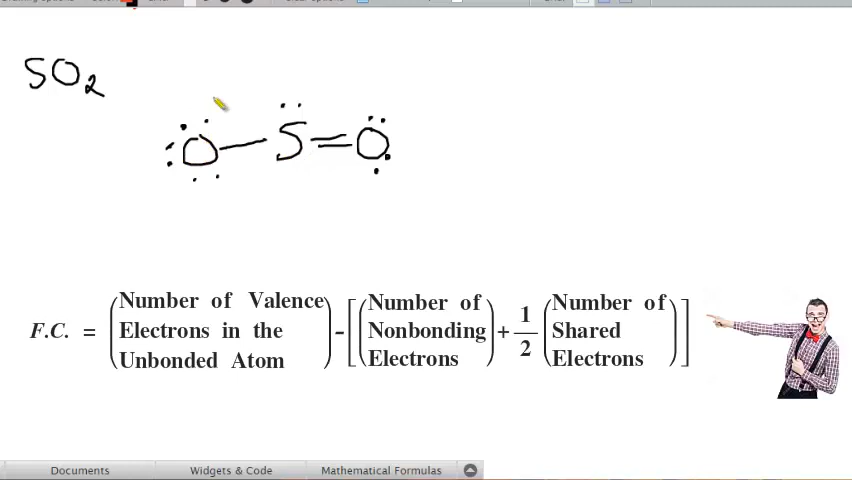 SO2
O — S = O
F.C. = (Number of Valence Electrons in the Unbonded Atom) - [(Number of Nonbonding Electrons) + 1/2 (Number of Shared Electrons)]
Documents Widgets & Code Mathematical Formulas